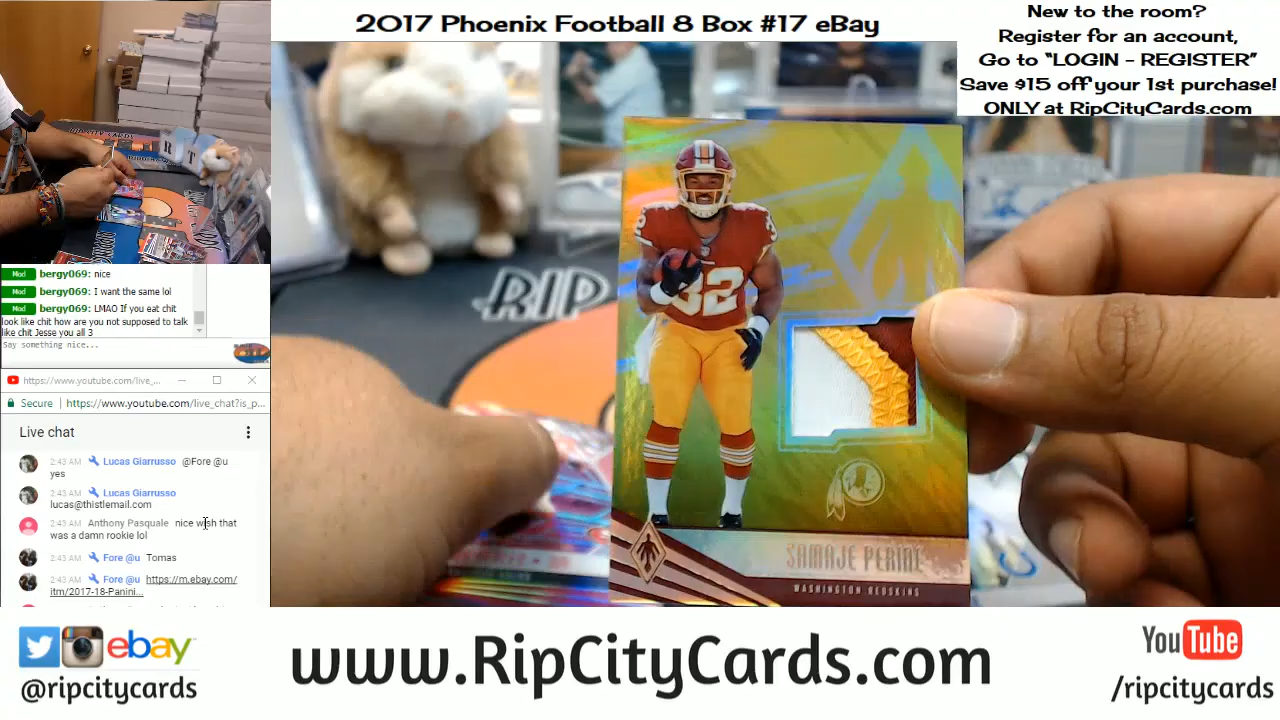 2017 Phoenix Football 8 Box #17 eBay
New to the room?
Register for an account,
Go to "LOGIN - REGISTER"
Save $15 off your 1st purchase!
ONLY at RipCityCards.com
RIP
32
32
SAMAJE PERINE
WASHINGTON REDSKINS
Mod bergy069: nice
Mod bergy069: I want the same lol
Mod bergy069: LMAO If you eat chit
look like chit how are you not supposed to talk
like chit Jesse you all 3
Say something nice...
https://www.youtube.com/live_...
Secure https://www.youtube.com/live_chat?is_p...
Live chat
2:43 AM Lucas Giarrusso @Fore @u
yes
2:43 AM Lucas Giarrusso
lucas@thistlemail.com
2:43 AM Anthony Pasquale nice wish that
was a damn rookie lol
2:43 AM Fore @u Tomas
2:43 AM Fore @u https://m.ebay.com/
itm/2017-18-Panini...
ebay
@ripcitycards
www.RipCityCards.com
YouTube
/ripcitycards